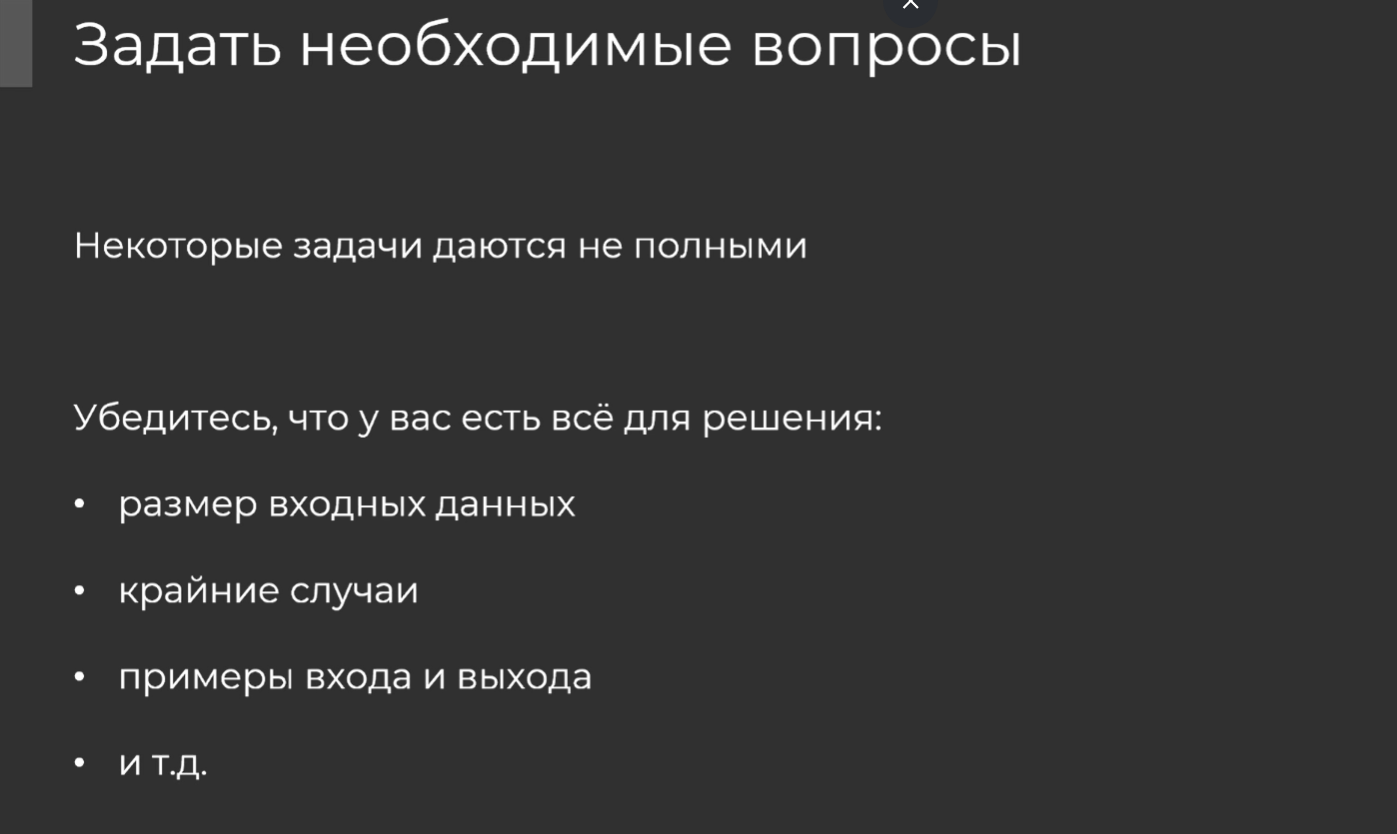 Задать необходимые вопросы
Некоторые задачи даются не полными
Убедитесь, что у вас есть всё для решения:
• размер входных данных
• крайние случаи
• примеры входа и выхода
• и т.д.